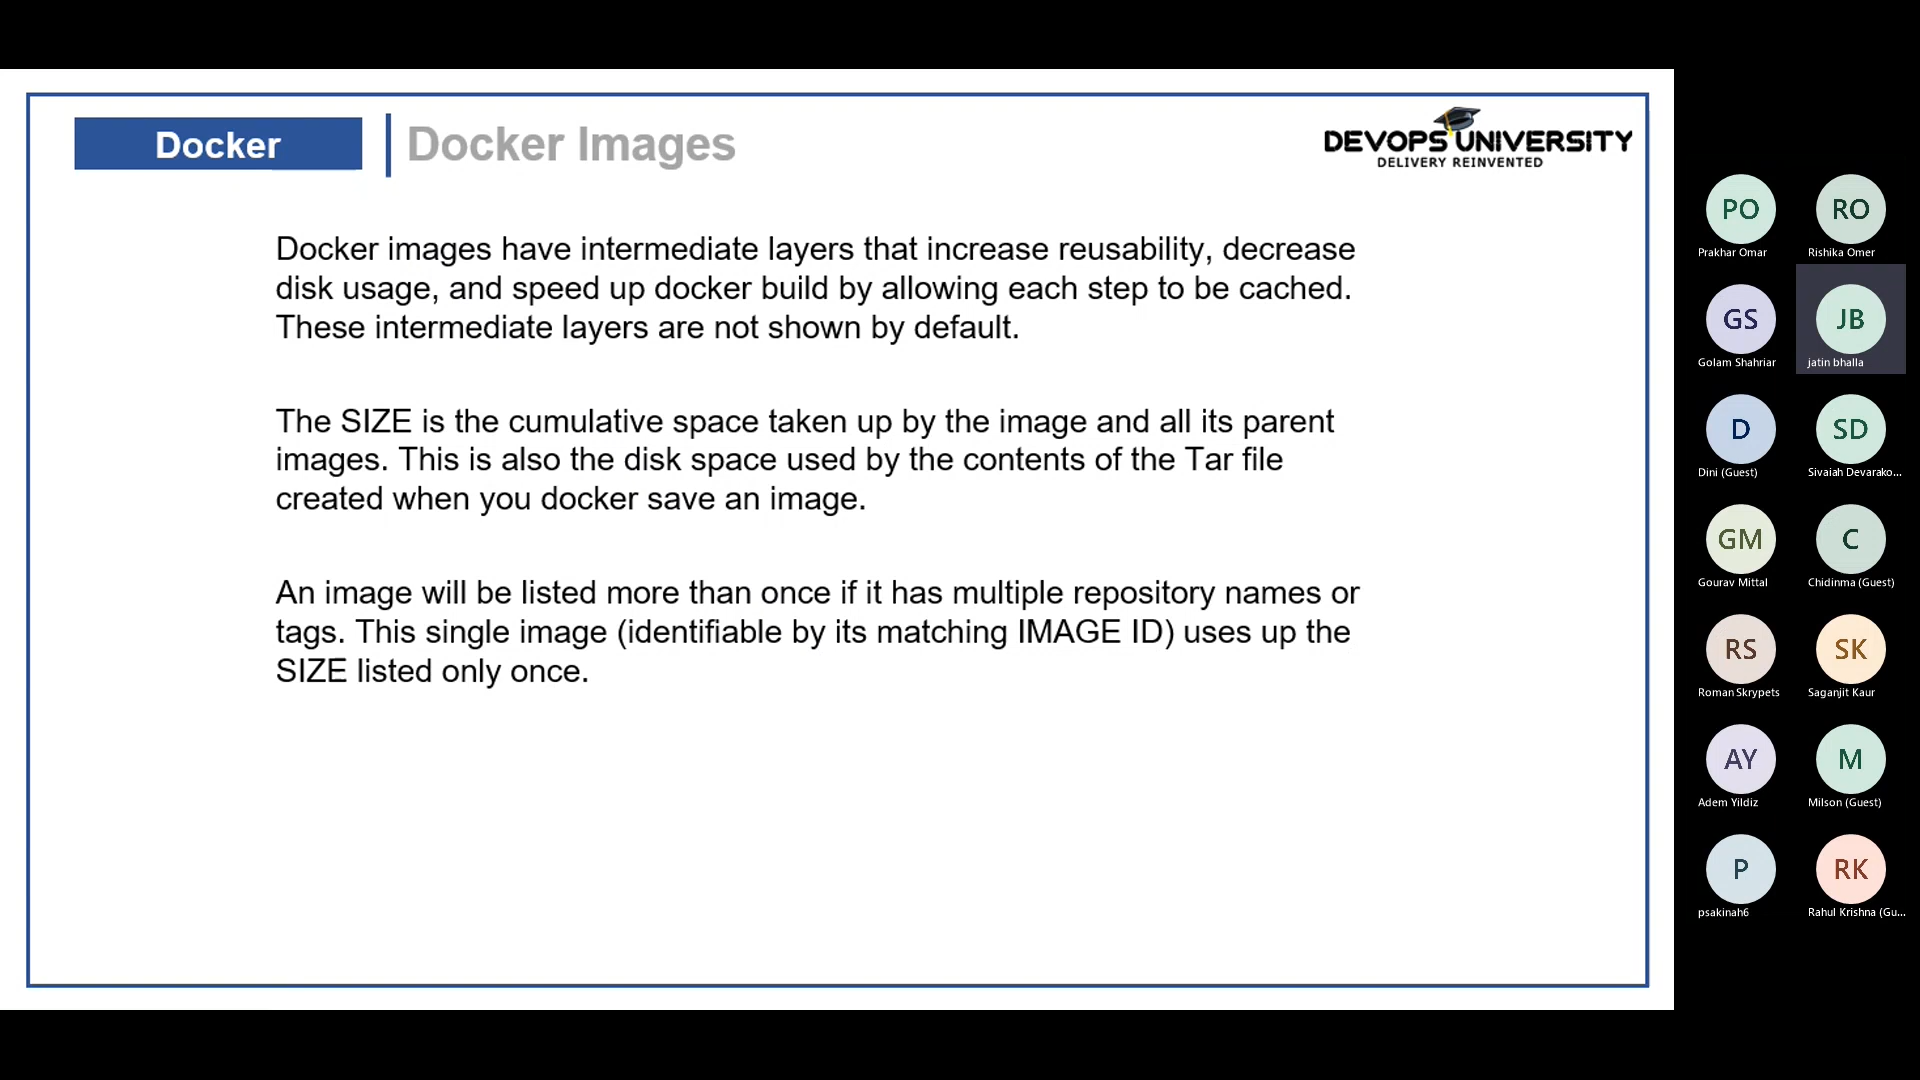 Docker
Docker Images
DEVOPS UNIVERSITY
DELIVERY REINVENTED
Docker images have intermediate layers that increase reusability, decrease
disk usage, and speed up docker build by allowing each step to be cached.
These intermediate layers are not shown by default.
The SIZE is the cumulative space taken up by the image and all its parent
images. This is also the disk space used by the contents of the Tar file
created when you docker save an image.
An image will be listed more than once if it has multiple repository names or
tags. This single image (identifiable by its matching IMAGE ID) uses up the
SIZE listed only once.
PO
Prakhar Omar
RO
Rishika Omer
GS
Golam Shahriar
JB
jatin bhalla
D
Dini (Guest)
SD
Sivaiah Devarako...
GM
Gourav Mittal
C
Chidinma (Guest)
RS
Roman Skrypets
SK
Saganjit Kaur
AY
Adem Yildiz
M
Milson (Guest)
P
psakinah6
RK
Rahul Krishna (Gu...